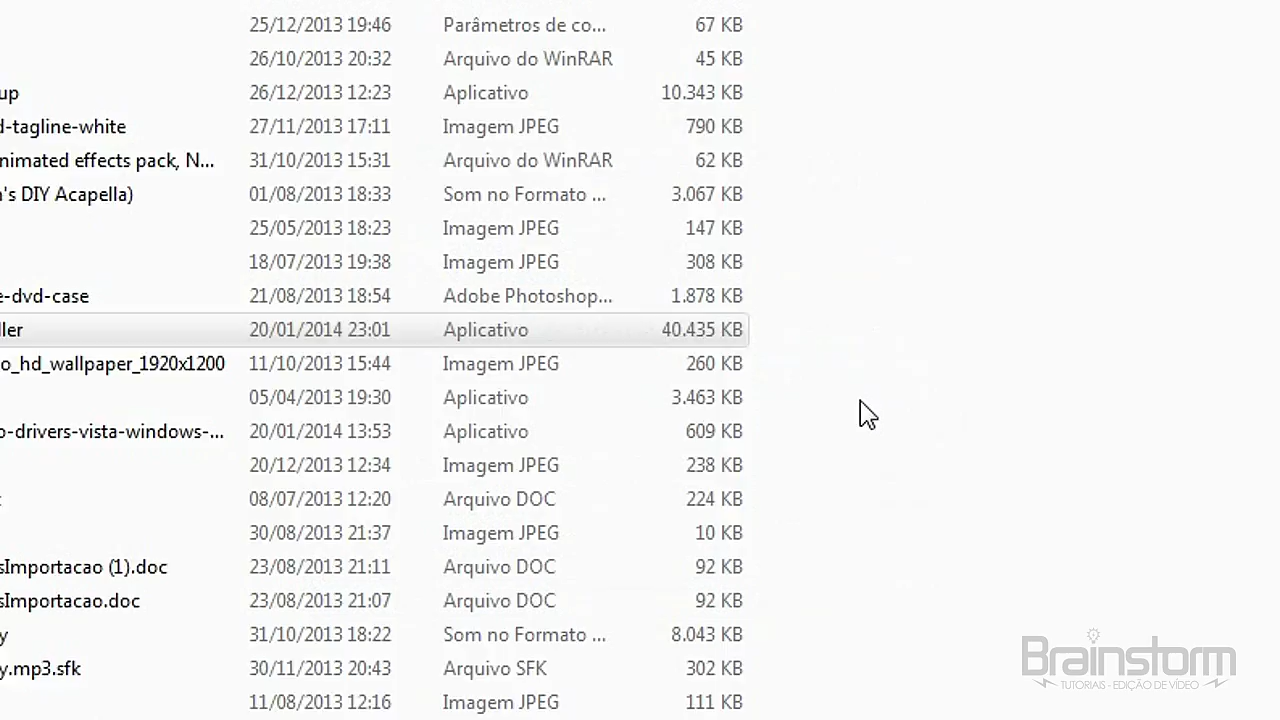 25/12/2013 19:46 Parâmetros de co... 67 KB
26/10/2013 20:32 Arquivo do WinRAR 45 KB
up 26/12/2013 12:23 Aplicativo 10.343 KB
d-tagline-white 27/11/2013 17:11 Imagem JPEG 790 KB
nimated effects pack, N... 31/10/2013 15:31 Arquivo do WinRAR 62 KB
's DIY Acapella) 01/08/2013 18:33 Som no Formato ... 3.067 KB
25/05/2013 18:23 Imagem JPEG 147 KB
18/07/2013 19:38 Imagem JPEG 308 KB
e-dvd-case 21/08/2013 18:54 Adobe Photoshop... 1.878 KB
ller 20/01/2014 23:01 Aplicativo 40.435 KB
o_hd_wallpaper_1920x1200 11/10/2013 15:44 Imagem JPEG 260 KB
05/04/2013 19:30 Aplicativo 3.463 KB
o-drivers-vista-windows-... 20/01/2014 13:53 Aplicativo 609 KB
20/12/2013 12:34 Imagem JPEG 238 KB
08/07/2013 12:20 Arquivo DOC 224 KB
30/08/2013 21:37 Imagem JPEG 10 KB
sImportacao (1).doc 23/08/2013 21:11 Arquivo DOC 92 KB
sImportacao.doc 23/08/2013 21:07 Arquivo DOC 92 KB
y 31/10/2013 18:22 Som no Formato ... 8.043 KB
y.mp3.sfk 30/11/2013 20:43 Arquivo SFK 302 KB
11/08/2013 12:16 Imagem JPEG 111 KB
Brainstorm
TUTORIAIS - EDIÇÃO DE VÍDEO